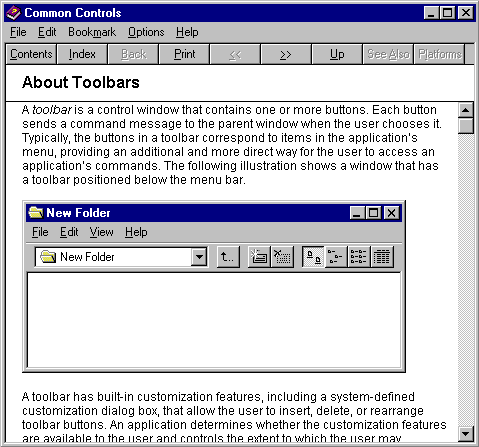 Common Controls
File Edit Bookmark Options Help
Contents Index Back Print << >> Up See Also Platforms
About Toolbars
A toolbar is a control window that contains one or more buttons. Each button
sends a command message to the parent window when the user chooses it.
Typically, the buttons in a toolbar correspond to items in the application's
menu, providing an additional and more direct way for the user to access an
application's commands. The following illustration shows a window that has
a toolbar positioned below the menu bar.
New Folder
File Edit View Help
New Folder
A toolbar has built-in customization features, including a system-defined
customization dialog box, that allow the user to insert, delete, or rearrange
toolbar buttons. An application determines whether the customization features
are available to the user and controls the extent to which the user may